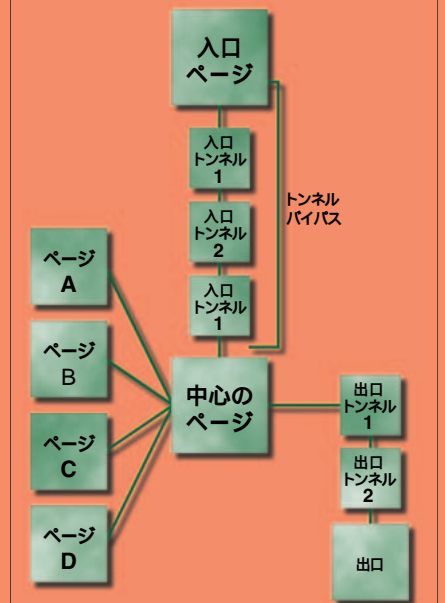 入口
ページ
入口
トンネル
1
トンネル
バイパス
入口
トンネル
2
入口
トンネル
1
ページ
A
ページ
B
ページ
C
ページ
D
中心の
ページ
出口
トンネル
1
出口
トンネル
2
出口